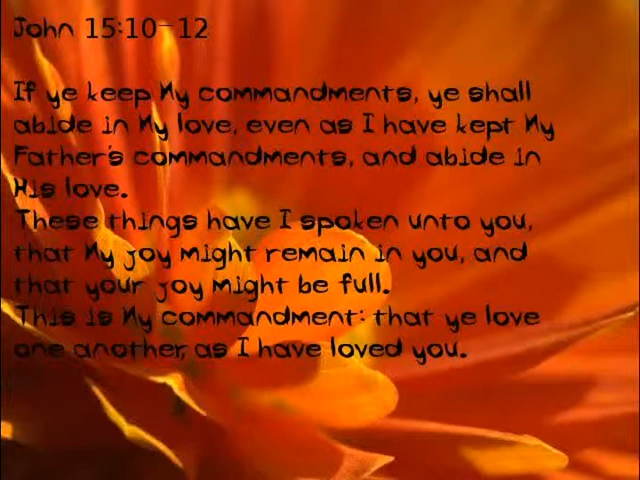 John 15:10-12
If ye keep My commandments, ye shall
abide in My love, even as I have kept My
Father's commandments, and abide in
His love.
These things have I spoken unto you,
that My joy might remain in you, and
that your joy might be full.
This is My commandment: that ye love
one another, as I have loved you.